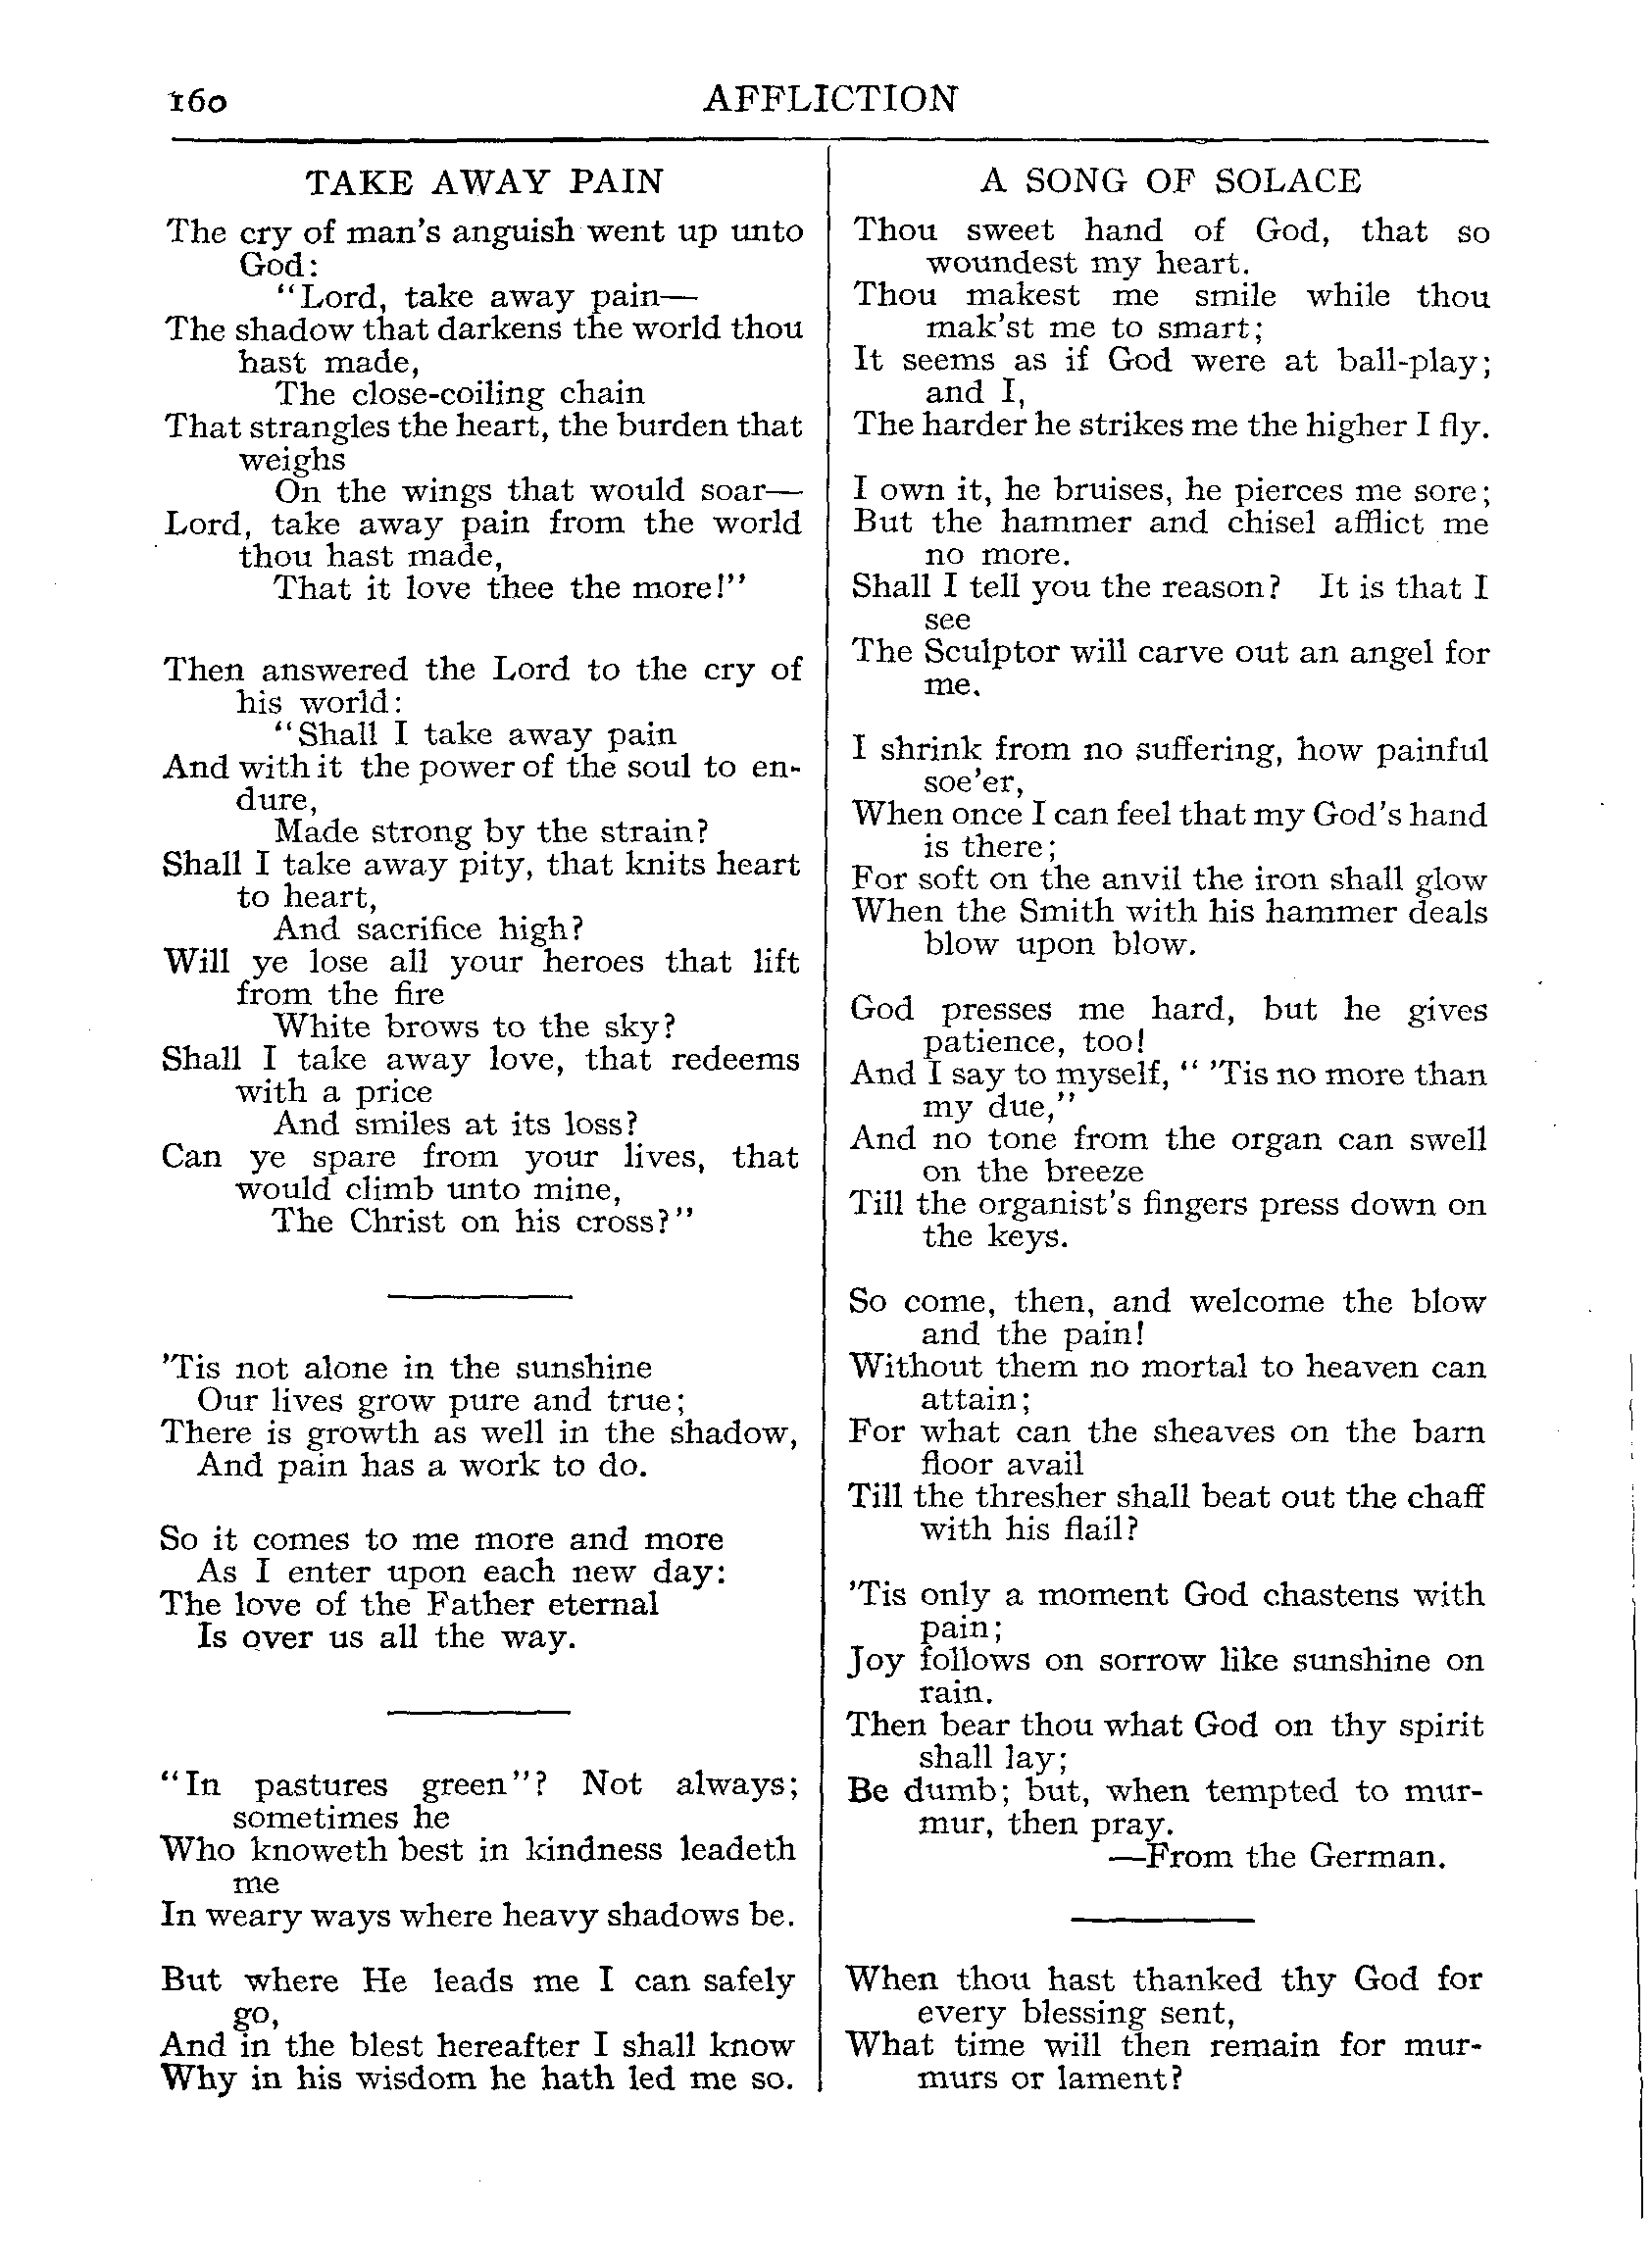 160
AFFLICTION
TAKE AWAY PAIN
The cry of man's anguish went up unto
God:
"Lord, take away pain—
The shadow that darkens the world thou
hast made,
The close-coiling chain
That strangles the heart, the burden that
weighs
On the wings that would soar—
Lord, take away pain from the world
thou hast made,
That it love thee the more!"
Then answered the Lord to the cry of
his world:
"Shall I take away pain
And with it the power of the soul to en-
dure,
Made strong by the strain?
Shall I take away pity, that knits heart
to heart,
And sacrifice high?
Will ye lose all your heroes that lift
from the fire
White brows to the sky?
Shall I take away love, that redeems
with a price
And smiles at its loss?
Can ye spare from your lives, that
would climb unto mine,
The Christ on his cross?"
'Tis not alone in the sunshine
Our lives grow pure and true;
There is growth as well in the shadow,
And pain has a work to do.
So it comes to me more and more
As I enter upon each new day:
The love of the Father eternal
Is over us all the way.
"In pastures green"? Not always;
sometimes he
Who knoweth best in kindness leadeth
me
In weary ways where heavy shadows be.
But where He leads me I can safely
go,
And in the blest hereafter I shall know
Why in his wisdom he hath led me so.
A SONG OF SOLACE
Thou sweet hand of God, that so
woundest my heart.
Thou makest me smile while thou
mak'st me to smart;
It seems as if God were at ball-play;
and I,
The harder he strikes me the higher I fly.
I own it, he bruises, he pierces me sore;
But the hammer and chisel afflict me
no more.
Shall I tell you the reason? It is that I
see
The Sculptor will carve out an angel for
me.
I shrink from no suffering, how painful
soe'er,
When once I can feel that my God's hand
is there;
For soft on the anvil the iron shall glow
When the Smith with his hammer deals
blow upon blow.
God presses me hard, but he gives
patience, too!
And I say to myself, " 'Tis no more than
my due,"
And no tone from the organ can swell
on the breeze
Till the organist's fingers press down on
the keys.
So come, then, and welcome the blow
and the pain!
Without them no mortal to heaven can
attain;
For what can the sheaves on the barn
floor avail
Till the thresher shall beat out the chaff
with his flail?
'Tis only a moment God chastens with
pain;
Joy follows on sorrow like sunshine on
rain.
Then bear thou what God on thy spirit
shall lay;
Be dumb; but, when tempted to mur-
mur, then pray.
—From the German.
When thou hast thanked thy God for
every blessing sent,
What time will then remain for mur-
murs or lament?